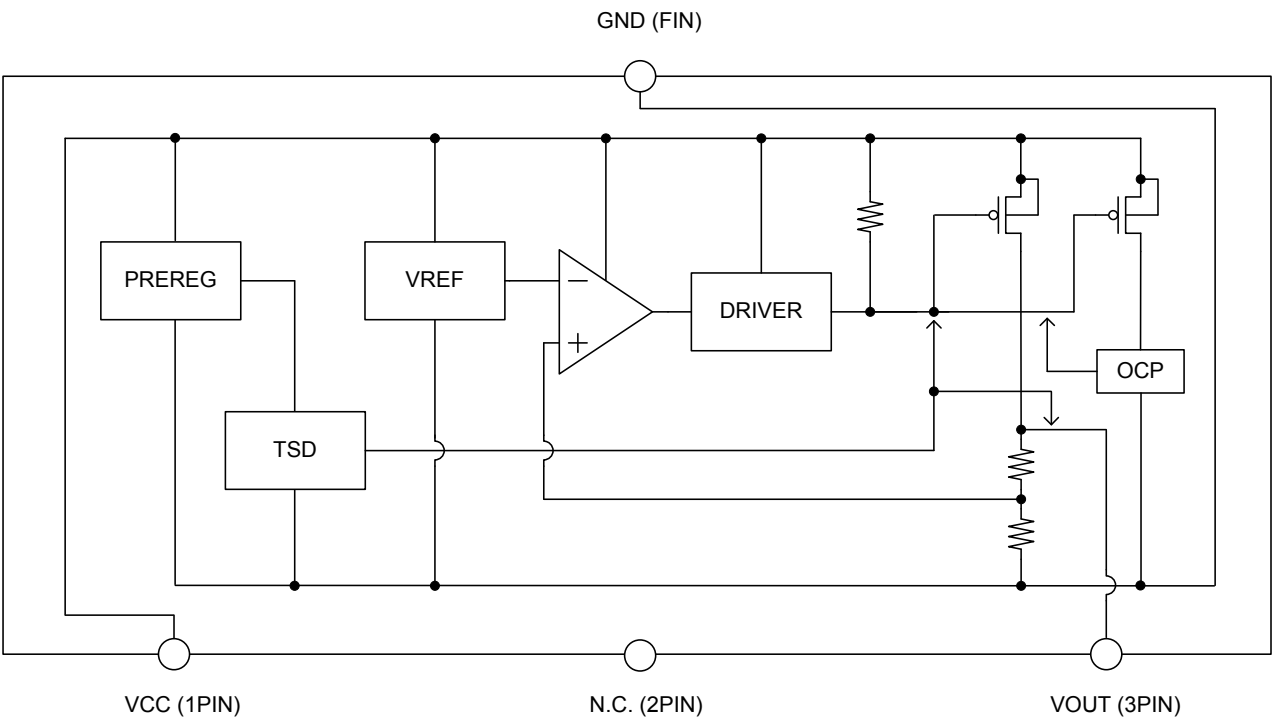 GND (FIN)
PREREG
VREF
DRIVER
OCP
TSD
VCC (1PIN)
N.C. (2PIN)
VOUT (3PIN)